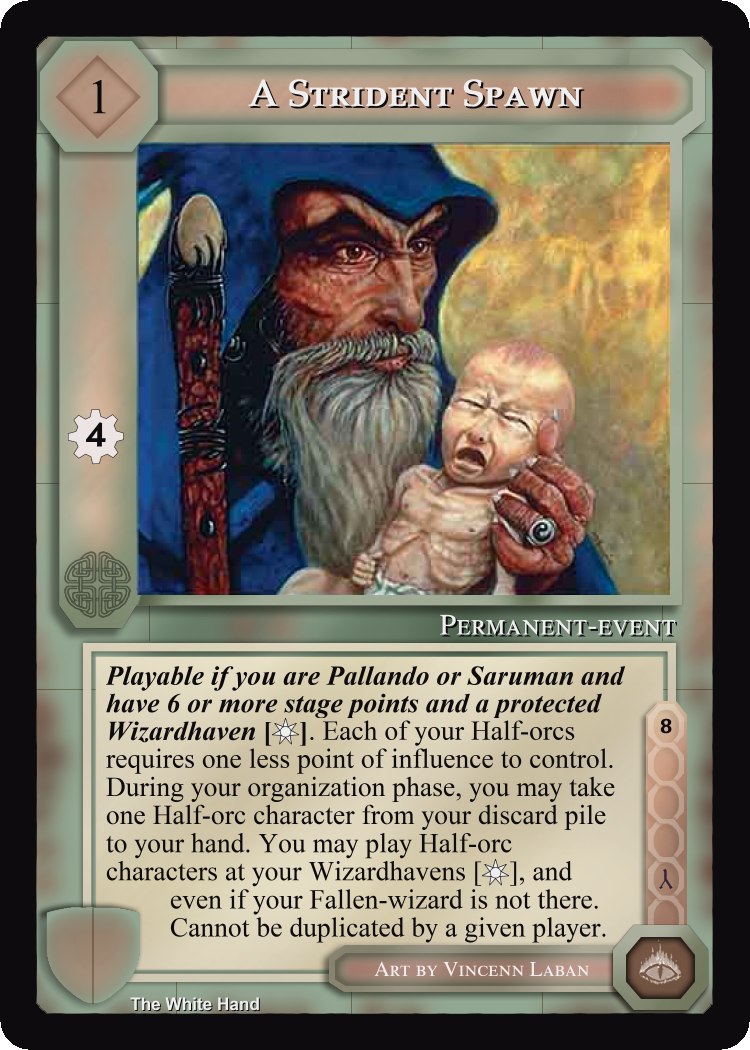 1
A Strident Spawn
4
Permanent-event
Playable if you are Pallando or Saruman and
have 6 or more stage points and a protected
Wizardhaven [ ]. Each of your Half-orcs
requires one less point of influence to control.
During your organization phase, you may take
one Half-orc character from your discard pile
to your hand. You may play Half-orc
characters at your Wizardhavens [ ], and
even if your Fallen-wizard is not there.
Cannot be duplicated by a given player.
8
Art by Vincenn Laban
The White Hand